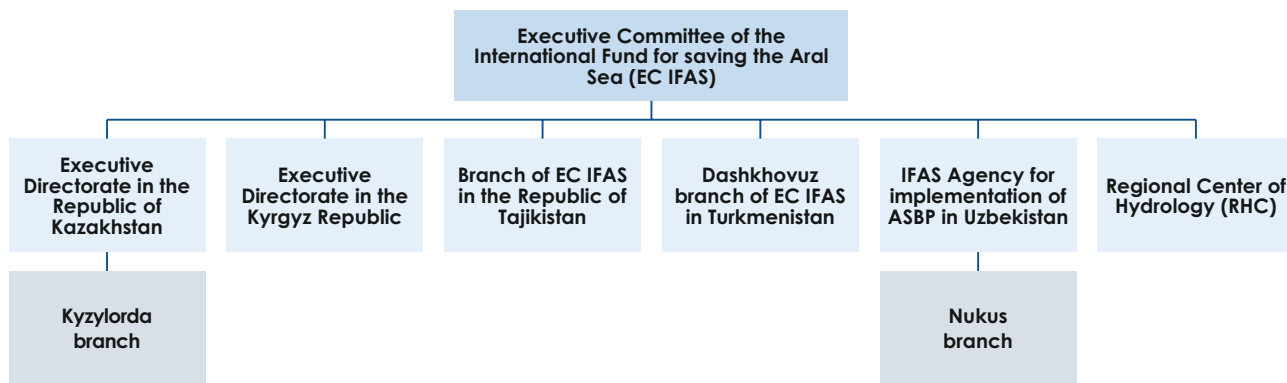 Executive Committee of the
International Fund for saving the Aral
Sea (EC IFAS)
Executive
Directorate in the
Republic of
Kazakhstan
Executive
Directorate in the
Kyrgyz Republic
Branch of EC IFAS
in the Republic of
Tajikistan
Dashkhovuz
branch of EC IFAS
in Turkmenistan
IFAS Agency for
implementation of
ASBP in Uzbekistan
Regional Center of
Hydrology (RHC)
Kyzylorda
branch
Nukus
branch